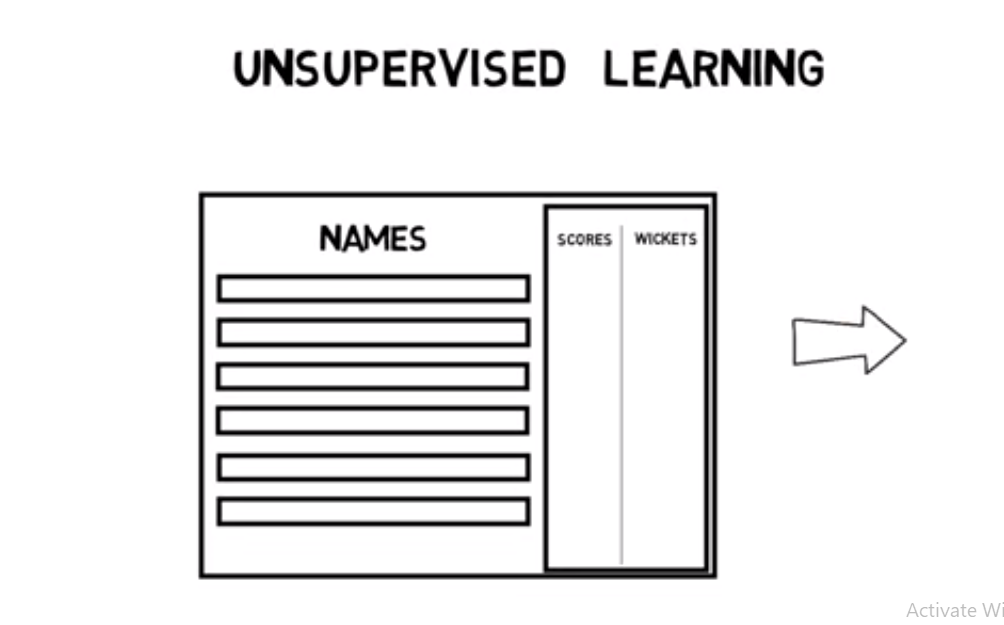 UNSUPERVISED LEARNING
NAMES
SCORES WICKETS
Activate Wi